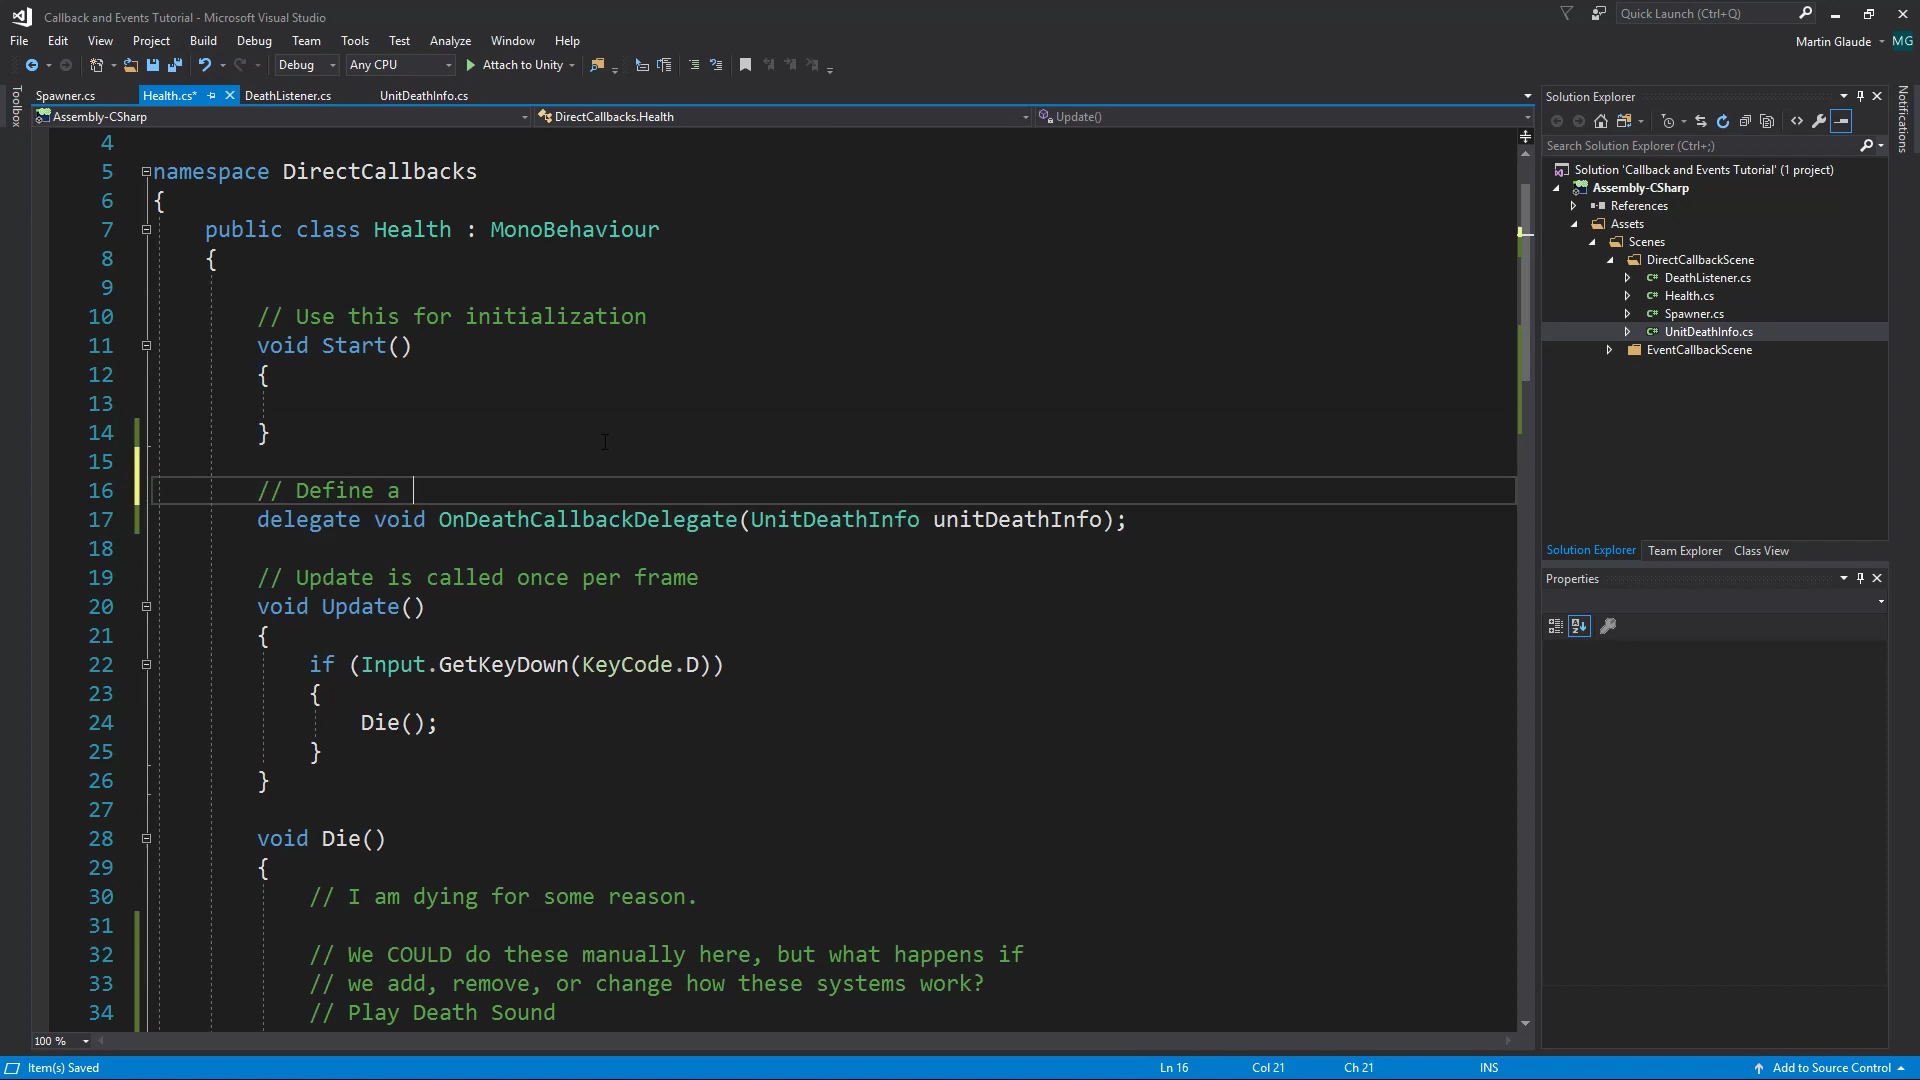 Callback and Events Tutorial - Microsoft Visual Studio
Quick Launch (Ctrl+Q)
File Edit View Project Build Debug Team Tools Test Analyze Window Help
Martin Glaude MG
Debug Any CPU Attach to Unity
Toolbox
Spawner.cs Health.cs* DeathListener.cs UnitDeathInfo.cs
Assembly-CSharp DirectCallbacks.Health Update()
4
5 namespace DirectCallbacks
6 {
7 public class Health : MonoBehaviour
8 {
9
10 // Use this for initialization
11 void Start()
12 {
13
14 }
15
16 // Define a
17 delegate void OnDeathCallbackDelegate(UnitDeathInfo unitDeathInfo);
18
19 // Update is called once per frame
20 void Update()
21 {
22 if (Input.GetKeyDown(KeyCode.D))
23 {
24 Die();
25 }
26 }
27
28 void Die()
29 {
30 // I am dying for some reason.
31
32 // We COULD do these manually here, but what happens if
33 // we add, remove, or change how these systems work?
34 // Play Death Sound
100 %
Solution Explorer
Search Solution Explorer (Ctrl+;)
Solution 'Callback and Events Tutorial' (1 project)
Assembly-CSharp
References
Assets
Scenes
DirectCallbackScene
C# DeathListener.cs
C# Health.cs
C# Spawner.cs
C# UnitDeathInfo.cs
EventCallbackScene
Solution Explorer Team Explorer Class View
Properties
Notifications
Item(s) Saved Ln 16 Col 21 Ch 21 INS Add to Source Control